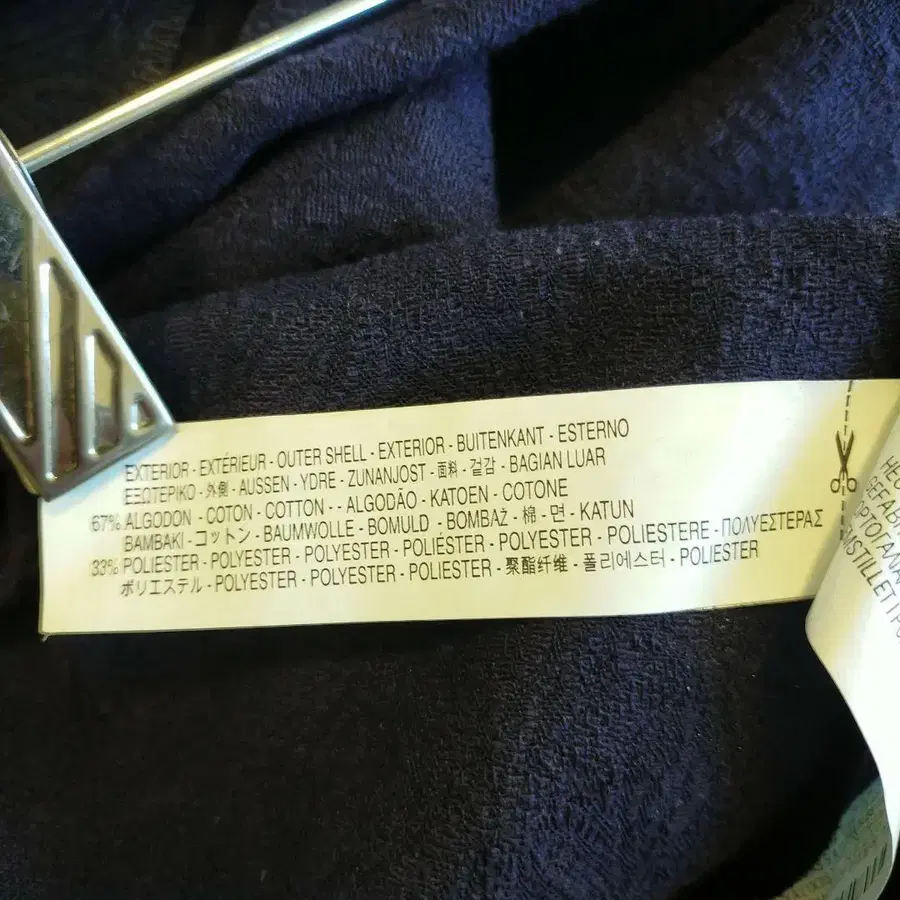 EXTERIOR - EXTÉRIEUR - OUTER SHELL - EXTERIOR - BUITENKANT - ESTERNO
ΕΞΩΤΕΡΙΚΟ - 外側 - AUSSEN - YDRE - ZUNANJOST - 面料 - 겉감 - BAGIAN LUAR
67% ALGODON - COTON - COTTON - - ALGODÃO - KATOEN - COTONE
BAMBAKI - コットン - BAUMWOLLE - BOMULD - BOMBAŽ - 棉 - 면 - KATUN
33% POLIESTER - POLYESTER - POLYESTER - POLIÉSTER - POLYESTER - POLIESTERE - ΠΟΛΥΕΣΤΕΡΑΣ
ポリエステル - POLYESTER - POLYESTER - POLIESTER - 聚酯纤维 - 폴리에스터 - POLIESTER